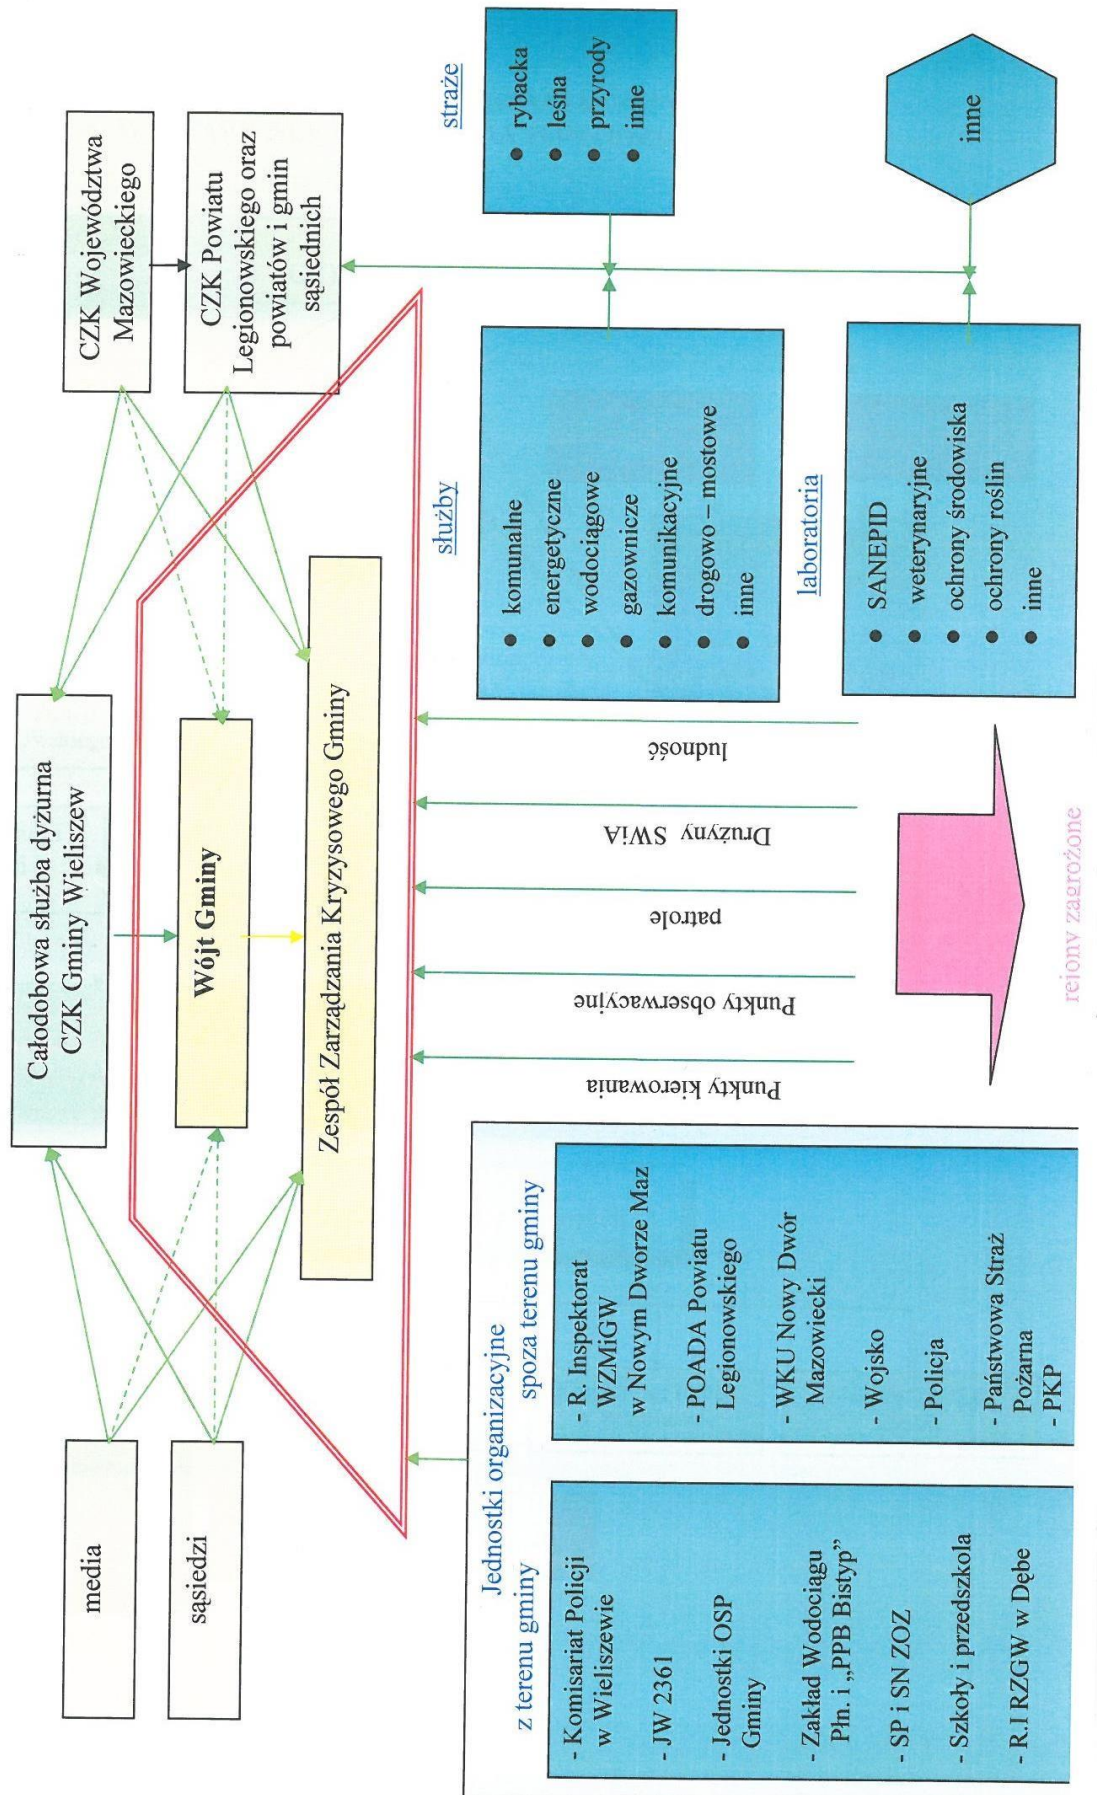 Całodobowa służba dyżurna
CZK Gminy Wieliszew
media
sąsiedzi
Wójt Gminy
Zespół Zarządzania Kryzysowego Gminy
CZK Województwa
Mazowieckiego
CZK Powiatu
Legionowskiego oraz
powiatów i gmin
sąsiednich
Jednostki organizacyjne
z terenu gminy
spoza terenu gminy
- Komisariat Policji
w Wieliszewie
- JW 2361
- Jednostki OSP
Gminy
- Zakład Wodociągu
Płn. i „PPB Bistyp”
- SP i SN ZOZ
- Szkoły i przedszkola
- R.I RZGW w Dębe
- R. Inspektorat
WZMiGW
w Nowym Dworze Maz
- POADA Powiatu
Legionowskiego
- WKU Nowy Dwór
Mazowiecki
- Wojsko
- Policja
- Państwowa Straż
Pożarna
- PKP
Punkty kierowania
Punkty obserwacyjne
patrole
Drużyny SWiA
ludność
rejony zagrożone
służby
• komunalne
• energetyczne
• wodociągowe
• gazownicze
• komunikacyjne
• drogowo – mostowe
• inne
straże
• rybacka
• leśna
• przyrody
• inne
laboratoria
• SANEPID
• weterynaryjne
• ochrony środowiska
• ochrony roślin
• inne
inne